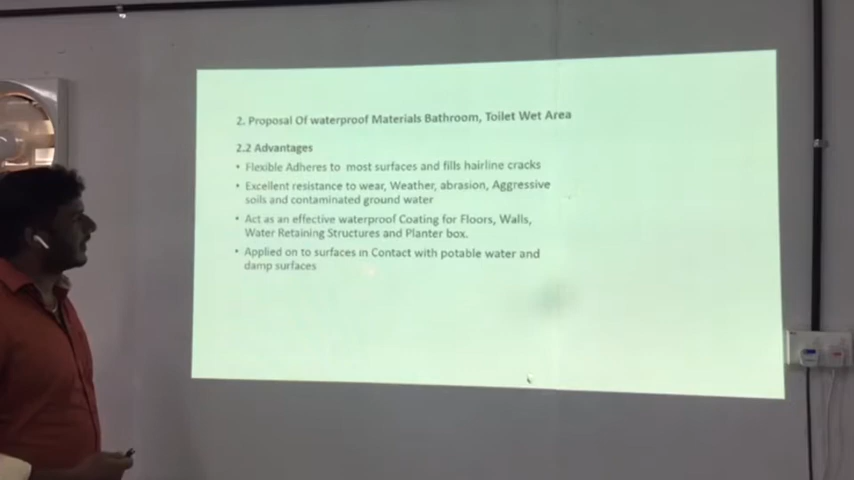 2. Proposal Of waterproof Materials Bathroom, Toilet Wet Area
2.2 Advantages
• Flexible Adheres to most surfaces and fills hairline cracks
• Excellent resistance to wear, Weather, abrasion, Aggressive
soils and contaminated ground water
• Act as an effective waterproof Coating for Floors, Walls,
Water Retaining Structures and Planter box.
• Applied on to surfaces in Contact with potable water and
damp surfaces